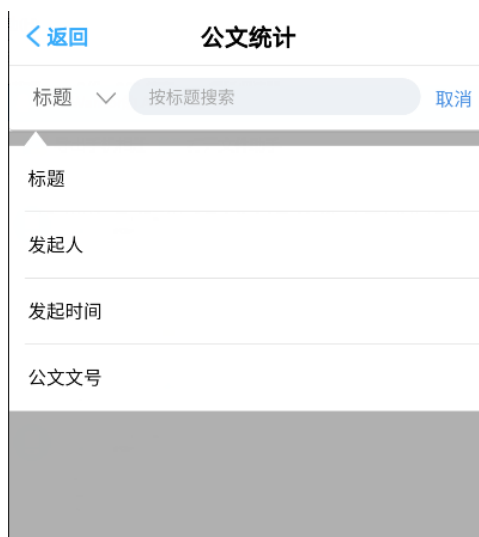 返回 公文统计
标题 按标题搜索 取消
标题
发起人
发起时间
公文文号